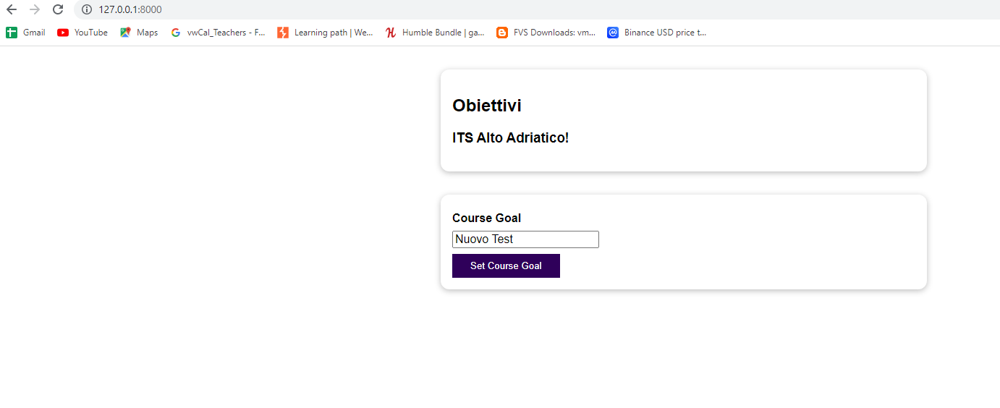 127.0.0.1:8000
Gmail YouTube Maps vwCal_Teachers - F... Learning path | We... Humble Bundle | ga... FVS Downloads: vm... Binance USD price t...
Obiettivi
ITS Alto Adriatico!
Course Goal
Nuovo Test
Set Course Goal